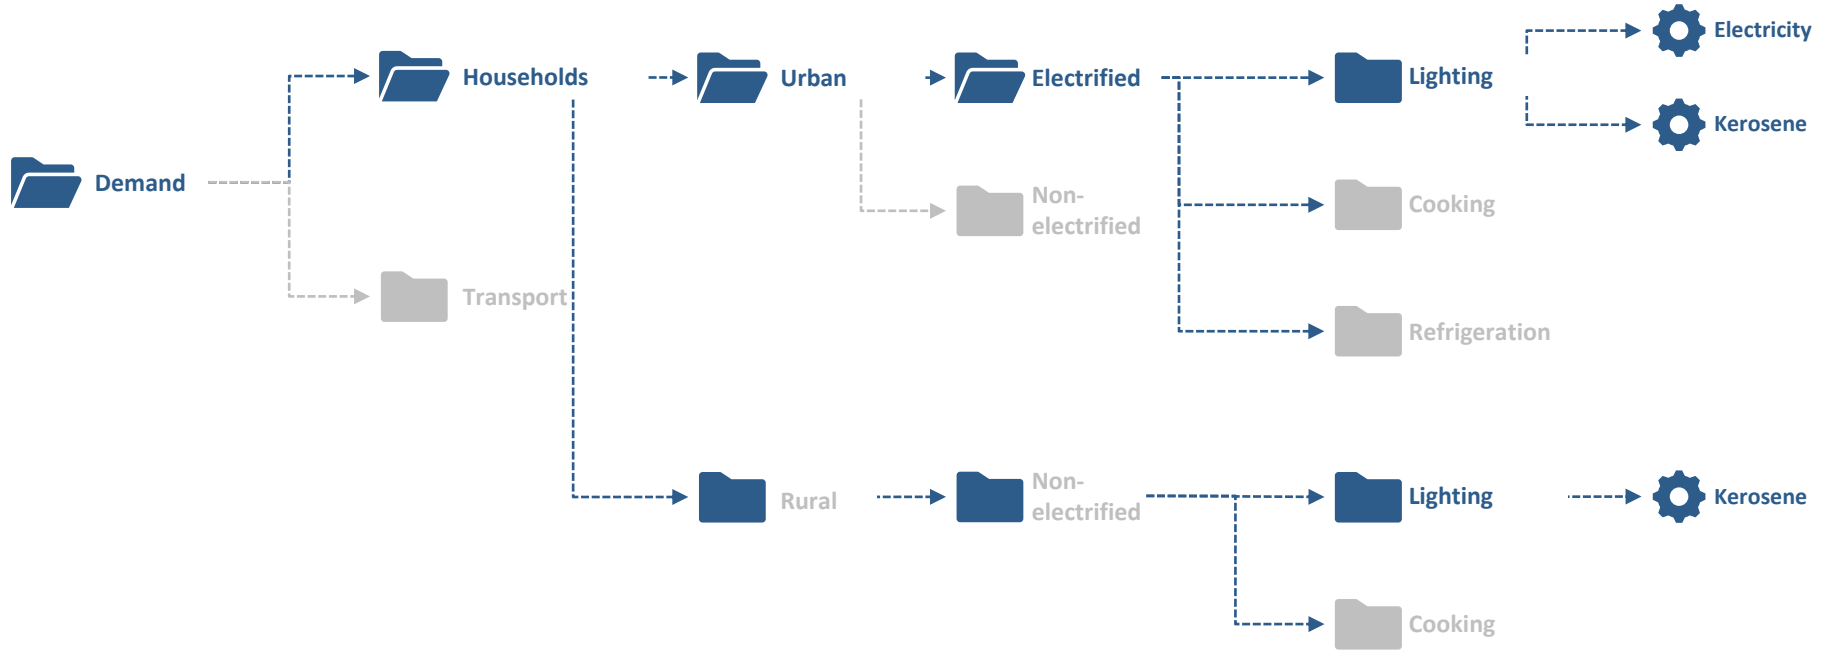 Electricity
Households
Urban
Electrified
Lighting
Kerosene
Demand
Non-
electrified
Cooking
Transport
Refrigeration
Rural
Non-
electrified
Lighting
Kerosene
Cooking